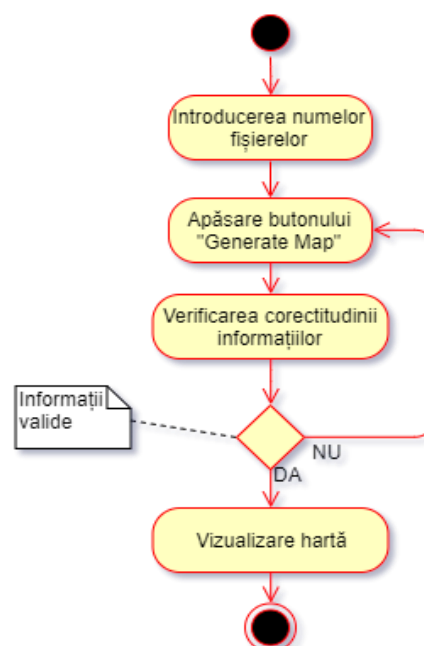 Introducerea numelor
fișierelor
Apăsare butonului
"Generate Map"
Verificarea corectitudinii
informațiilor
Informații
valide
NU
DA
Vizualizare hartă